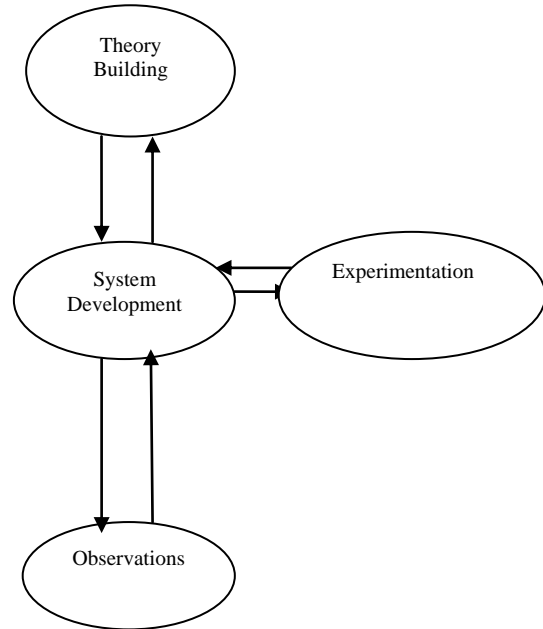 Theory
Building
System
Development
Experimentation
Observations